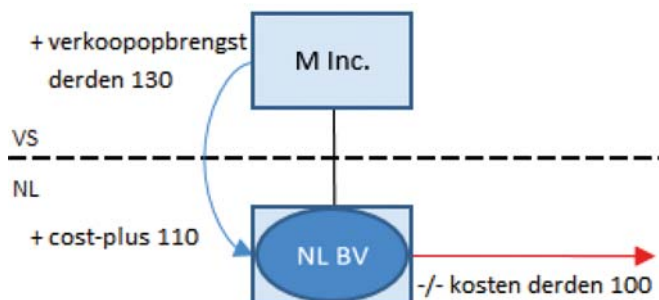 + verkoopopbrengst
derden 130
M Inc.
VS
NL
+ cost-plus 110
NL BV
-/- kosten derden 100